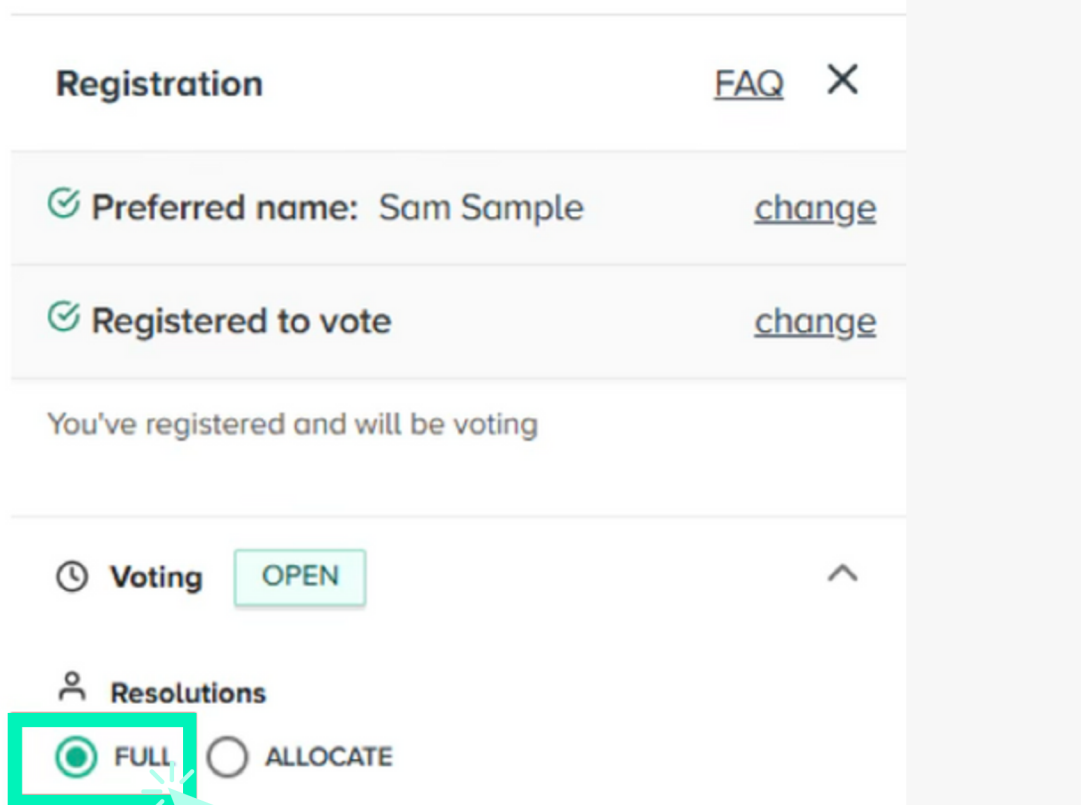 Registration FAQ
Preferred name: Sam Sample change
Registered to vote change
You've registered and will be voting
Voting OPEN
Resolutions
FULL ALLOCATE